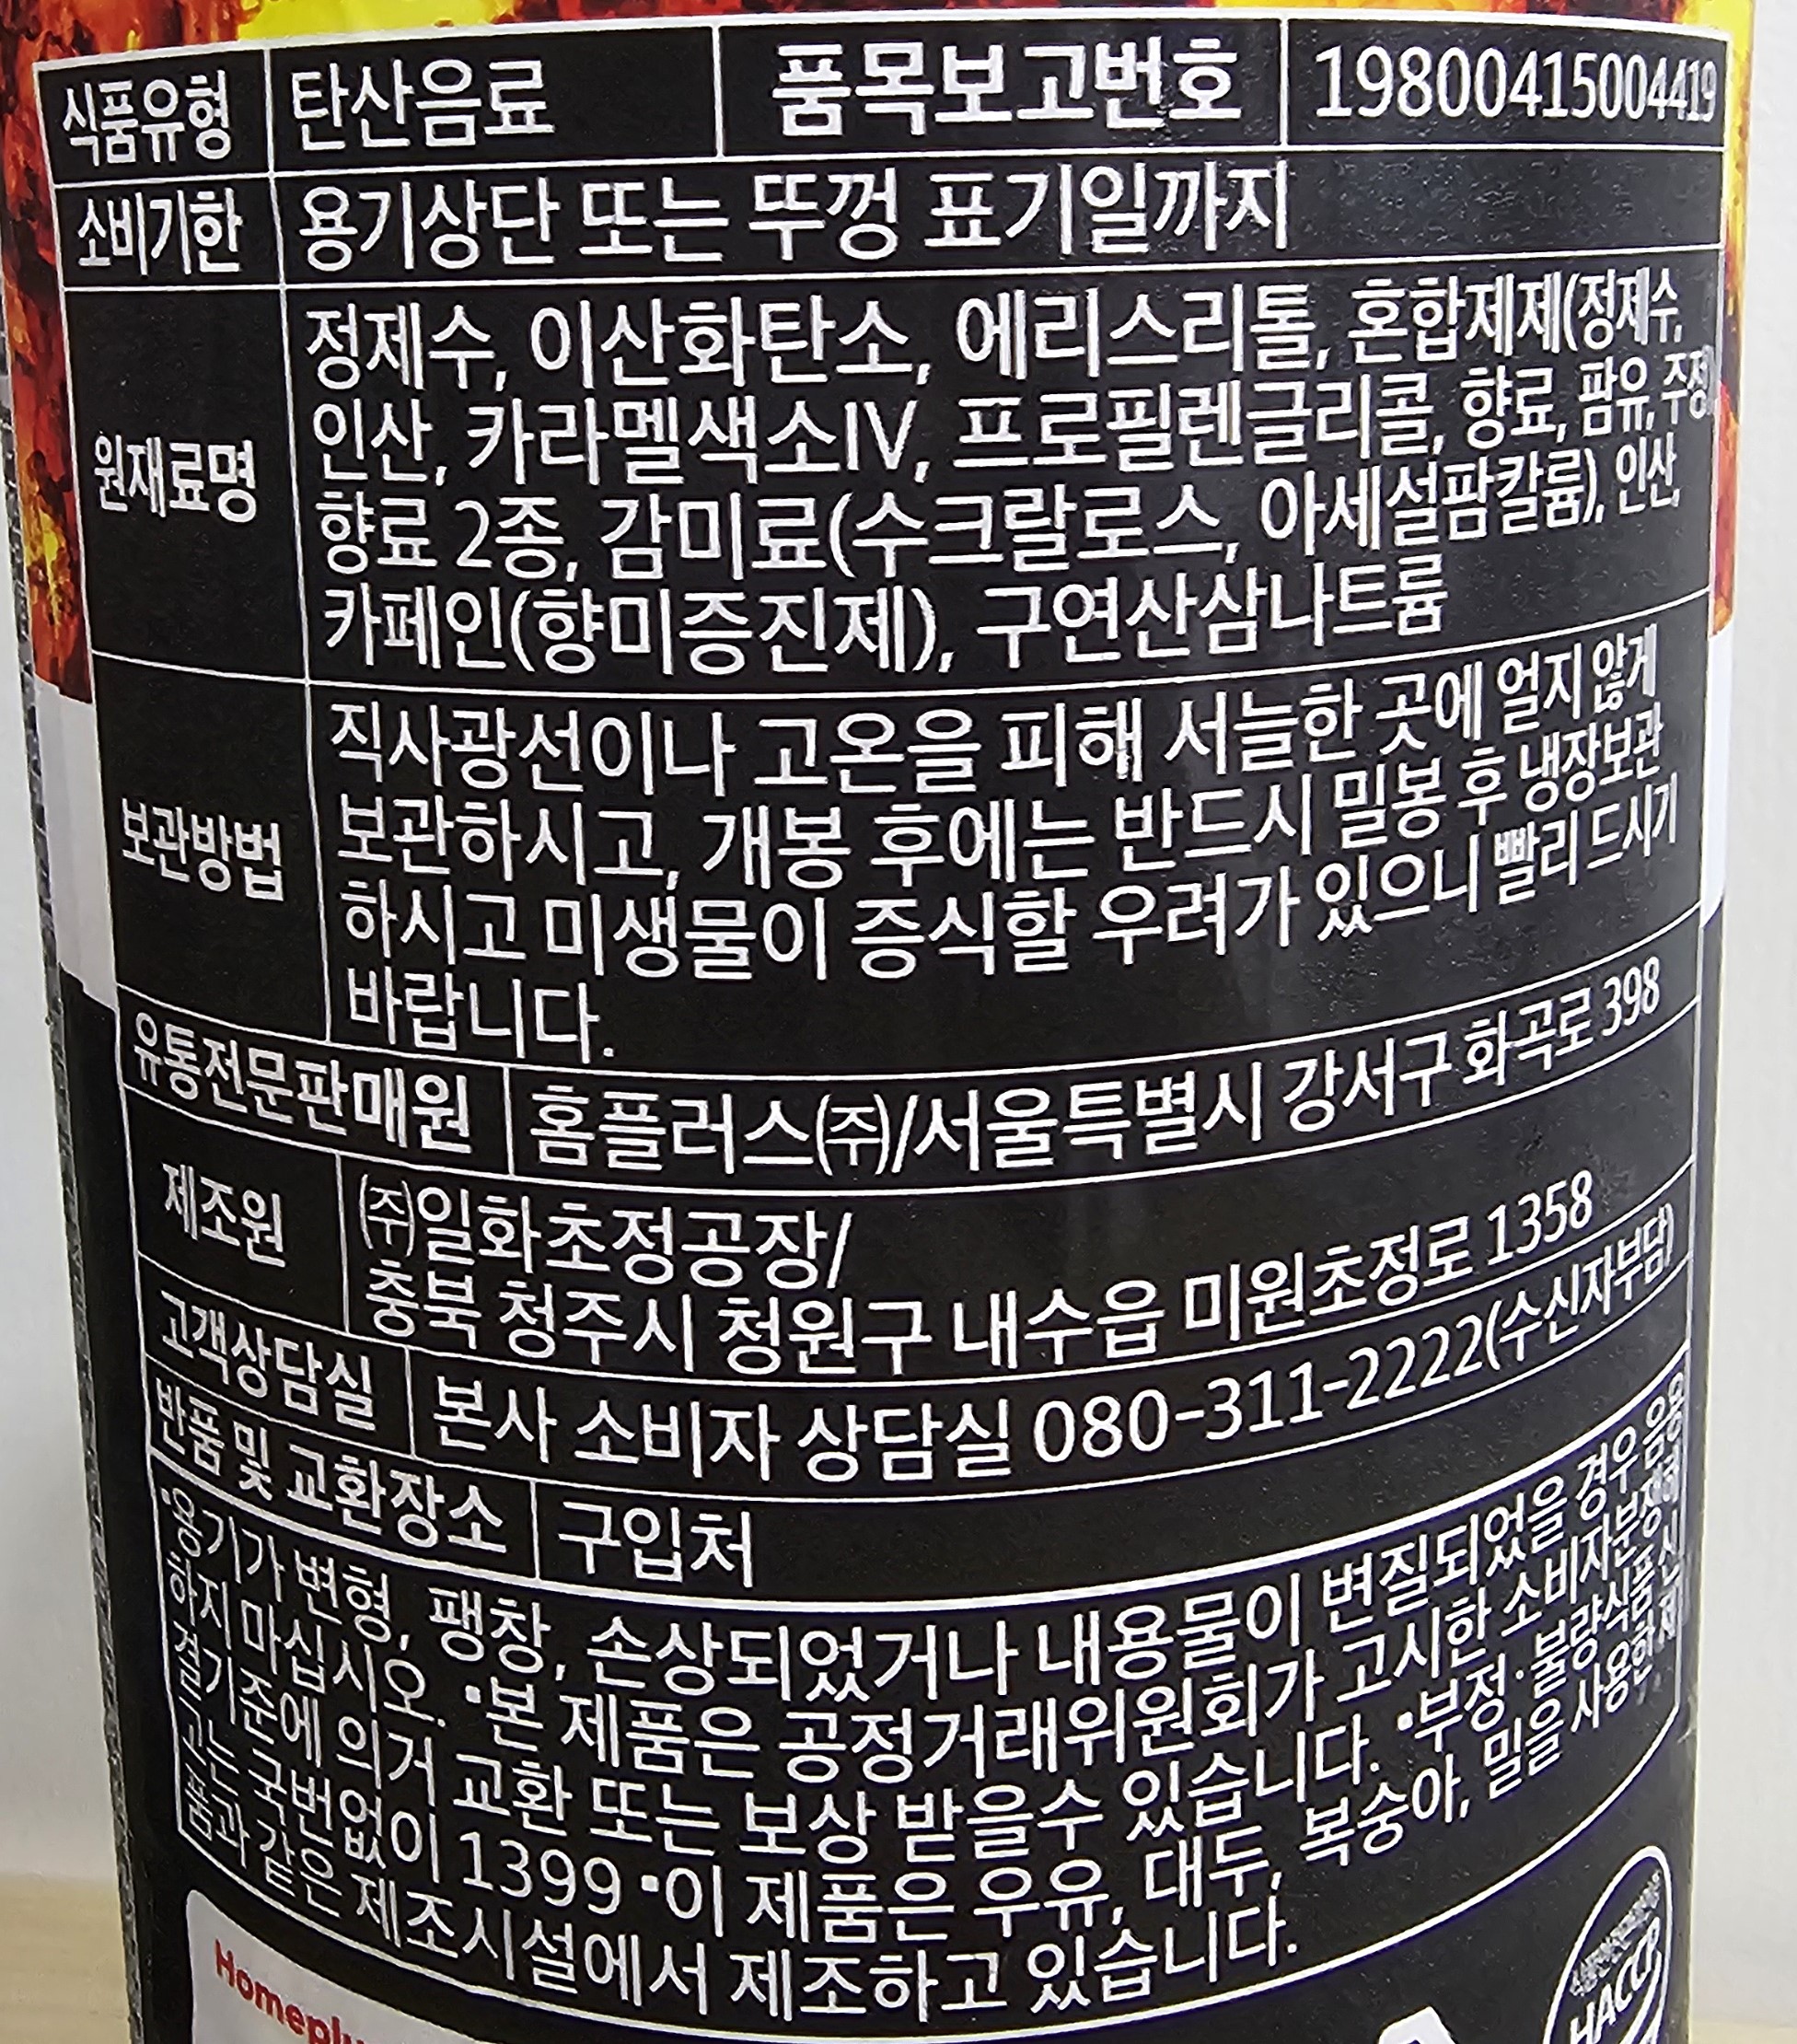 식품유형 탄산음료 품목보고번호 19800415004419
소비기한 용기상단 또는 뚜껑 표기일까지
원재료명 정제수, 이산화탄소, 에리스리톨, 혼합제제(정제수,
인산, 카라멜색소IV, 프로필렌글리콜, 향료, 팜유, 주정),
향료 2종, 감미료(수크랄로스, 아세설팜칼륨), 인산,
카페인(향미증진제), 구연산삼나트륨
보관방법 직사광선이나 고온을 피해 서늘한 곳에 얼지 않게
보관하시고, 개봉 후에는 반드시 밀봉 후 냉장보관
하시고 미생물이 증식할 우려가 있으니 빨리 드시기
바랍니다.
유통전문판매원 홈플러스㈜/서울특별시 강서구 화곡로 398
제조원 ㈜일화초정공장/
충북 청주시 청원구 내수읍 미원초정로 1358
고객상담실 본사 소비자 상담실 080-311-2222(수신자부담)
반품 및 교환장소 구입처
•용기가 변형, 팽창, 손상되었거나 내용물이 변질되었을 경우 음용
하지 마십시오. •본 제품은 공정거래위원회가 고시한 소비자분쟁해
결기준에 의거 교환 또는 보상 받을수 있습니다. •부정·불량식품 신
고는 국번없이 1399 •이 제품은 우유, 대두, 복숭아, 밀을 사용한 제
품과 같은 제조시설에서 제조하고 있습니다.
HACCP